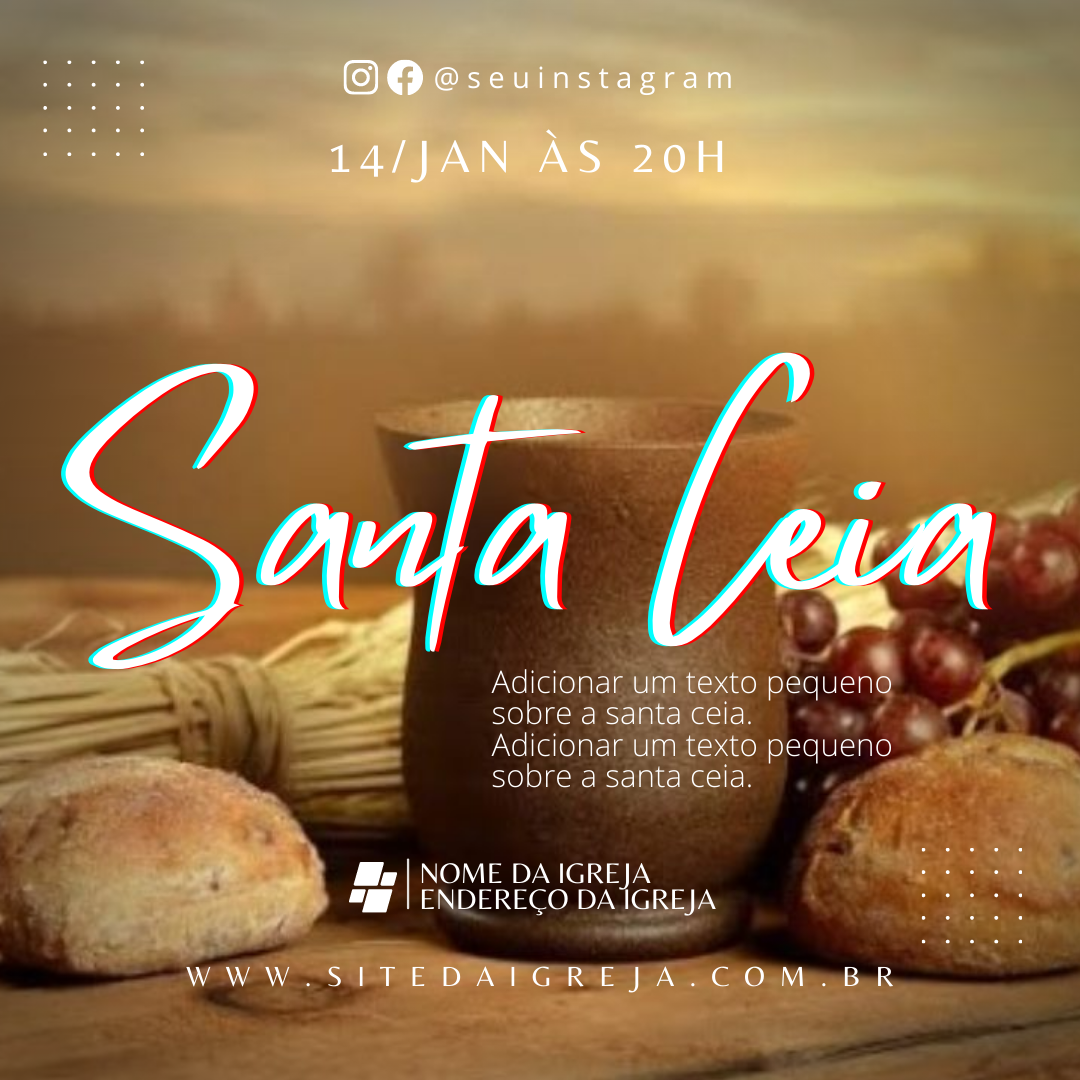 @seuinstagram
14/JAN ÀS 20H
Santa Ceia
Adicionar um texto pequeno
sobre a santa ceia.
Adicionar um texto pequeno
sobre a santa ceia.
NOME DA IGREJA
ENDEREÇO DA IGREJA
WWW.SITEDAIGREJA.COM.BR